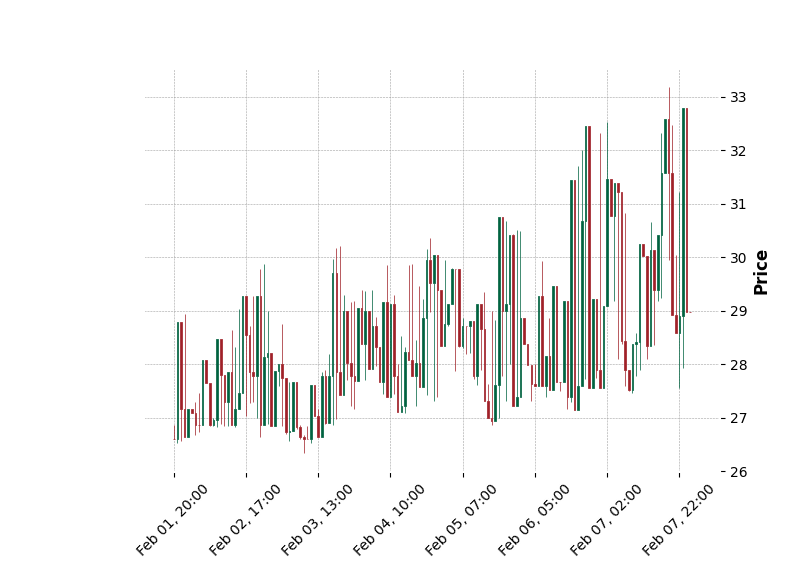 33
32
31
30
29
28
27
26
Price
Feb 01, 20:00
Feb 02, 17:00
Feb 03, 13:00
Feb 04, 10:00
Feb 05, 07:00
Feb 06, 05:00
Feb 07, 02:00
Feb 07, 22:00